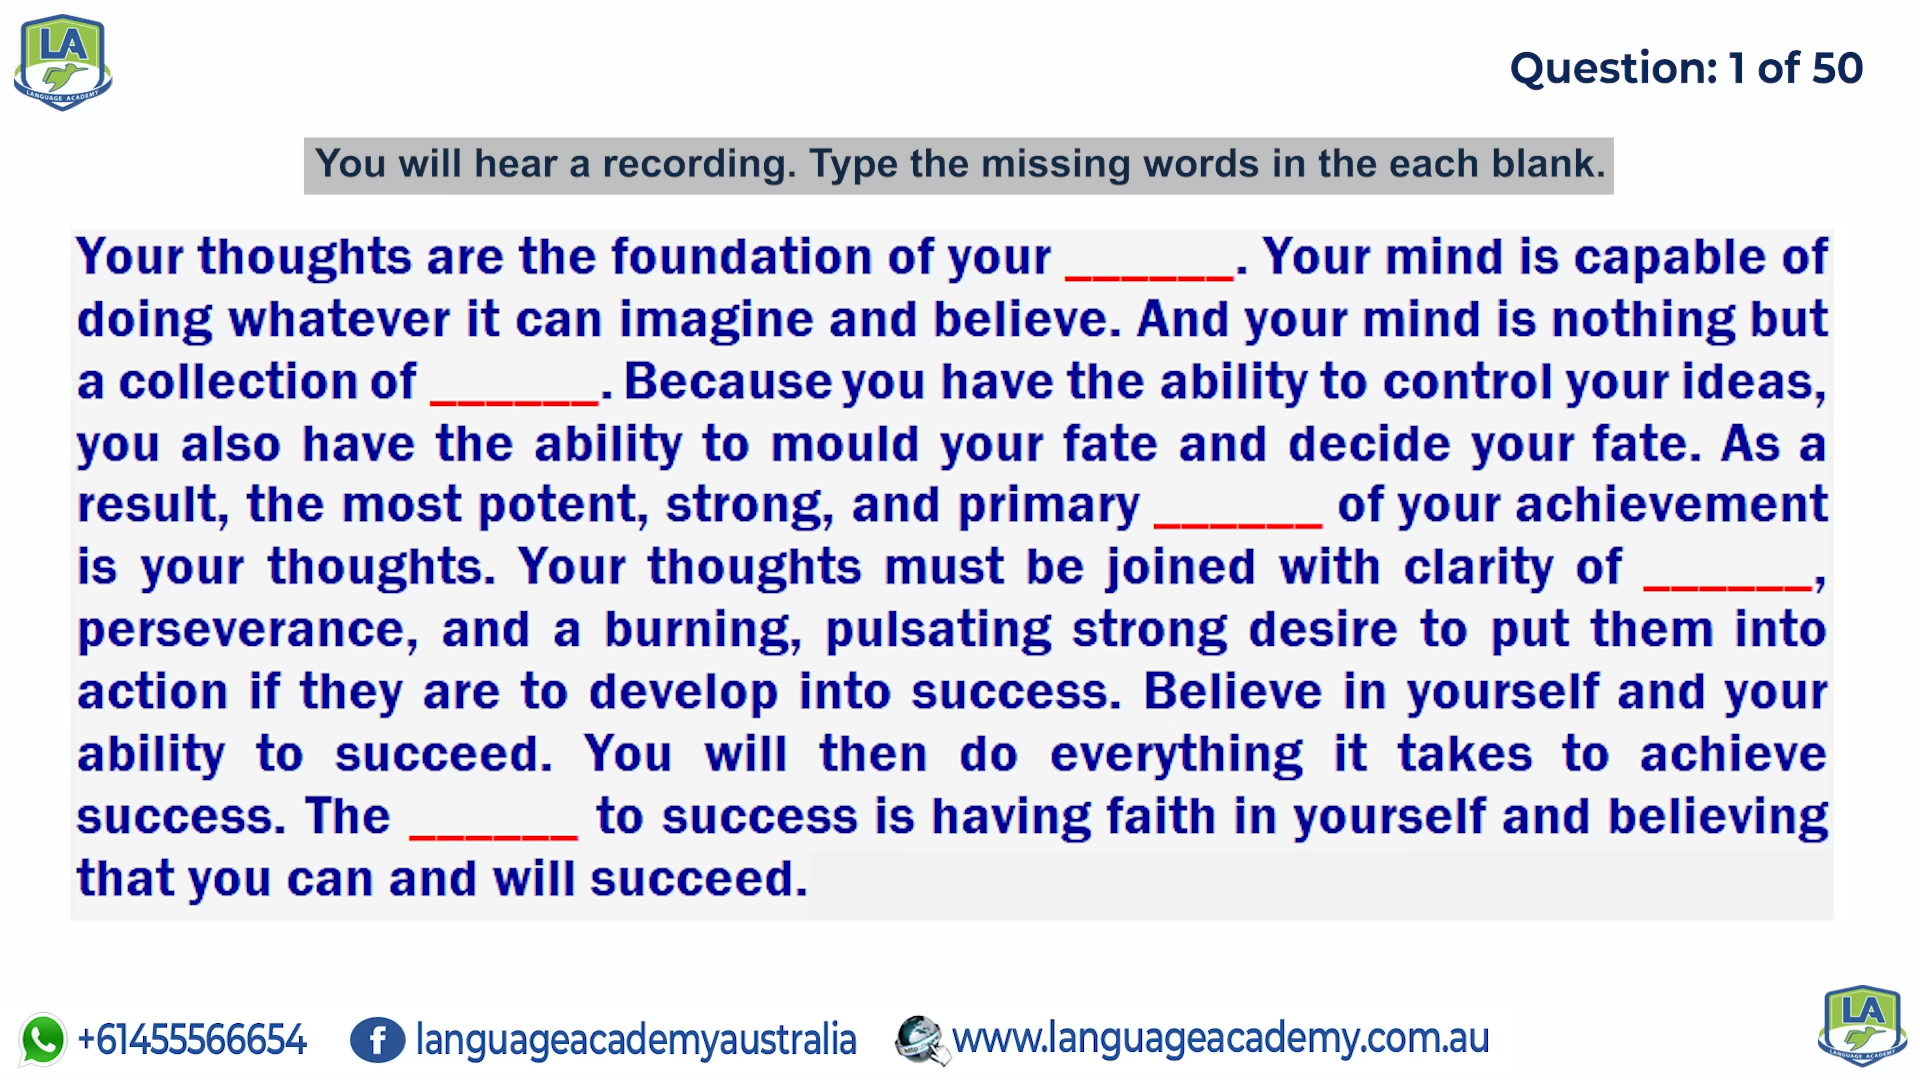 LA
LANGUAGE ACADEMY
Question: 1 of 50
You will hear a recording. Type the missing words in the each blank.
Your thoughts are the foundation of your ______. Your mind is capable of
doing whatever it can imagine and believe. And your mind is nothing but
a collection of ______. Because you have the ability to control your ideas,
you also have the ability to mould your fate and decide your fate. As a
result, the most potent, strong, and primary ______ of your achievement
is your thoughts. Your thoughts must be joined with clarity of ______,
perseverance, and a burning, pulsating strong desire to put them into
action if they are to develop into success. Believe in yourself and your
ability to succeed. You will then do everything it takes to achieve
success. The ______ to success is having faith in yourself and believing
that you can and will succeed.
+61455566654
f languageacademyaustralia
www.languageacademy.com.au
LA
LANGUAGE ACADEMY